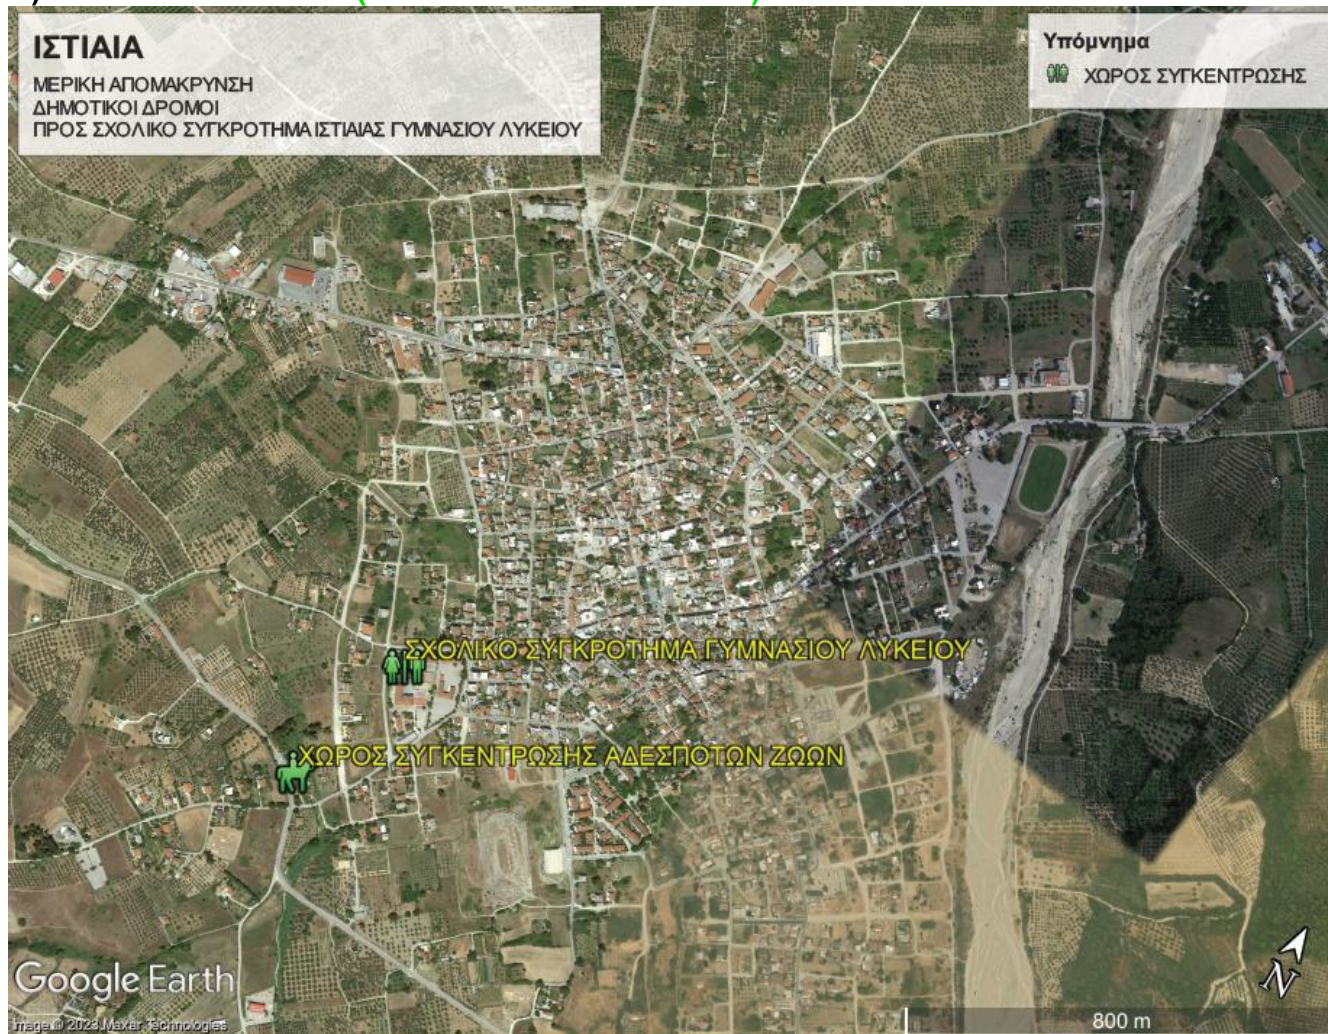 ΙΣΤΙΑΙΑ
ΜΕΡΙΚΗ ΑΠΟΜΑΚΡΥΝΣΗ
ΔΗΜΟΤΙΚΟΙ ΔΡΟΜΟΙ
ΠΡΟΣ ΣΧΟΛΙΚΟ ΣΥΓΚΡΟΤΗΜΑ ΙΣΤΙΑΙΑΣ ΓΥΜΝΑΣΙΟΥ ΛΥΚΕΙΟΥ
Υπόμνημα
ΧΩΡΟΣ ΣΥΓΚΕΝΤΡΩΣΗΣ
ΣΧΟΛΙΚΟ ΣΥΓΚΡΟΤΗΜΑ ΓΥΜΝΑΣΙΟΥ ΛΥΚΕΙΟΥ
ΧΩΡΟΣ ΣΥΓΚΕΝΤΡΩΣΗΣ ΑΔΕΣΠΟΤΩΝ ΖΩΩΝ
Google Earth
Image © 2023 Maxar Technologies
800 m
N